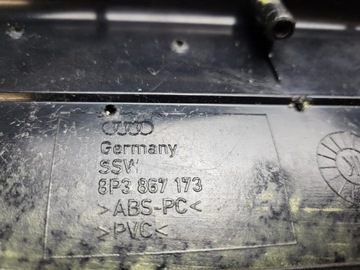 Germany
SSW
8P3 867 173
>ABS-PC<
>PVC<